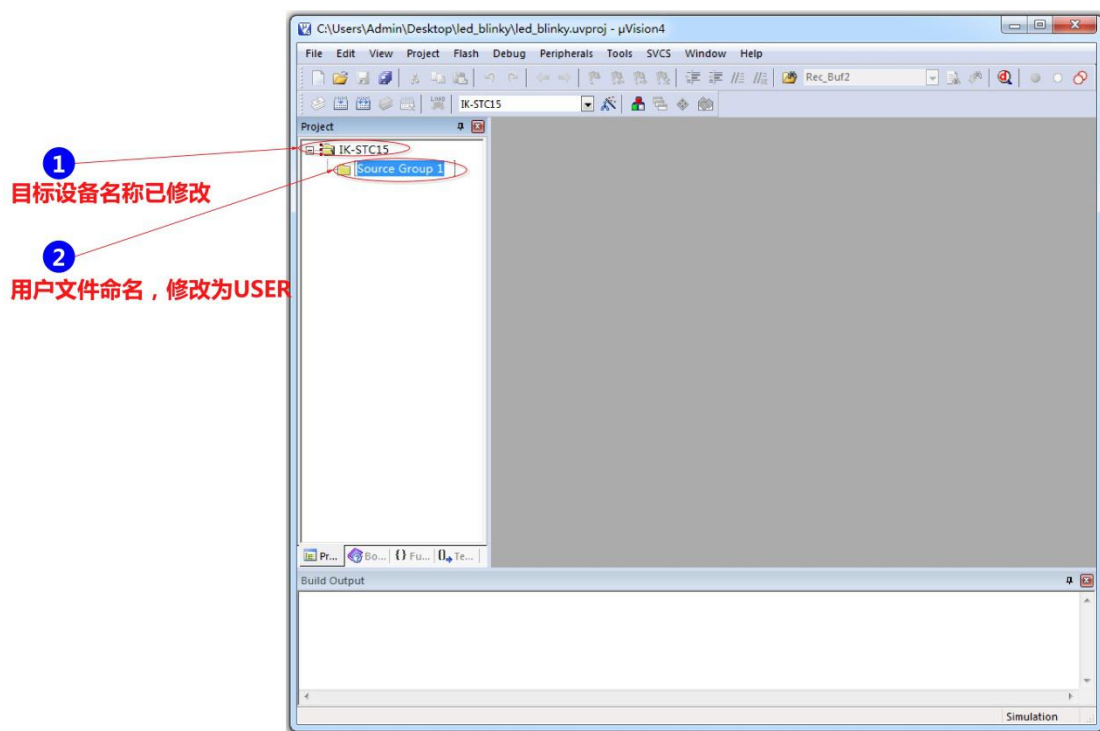 C:\Users\Admin\Desktop\led_blinky\led_blinky.uvproj - µVision4
File Edit View Project Flash Debug Peripherals Tools SVCS Window Help
Rec_Buf2
LOAD IK-STC15
Project
IK-STC15
Source Group 1
1
目标设备名称已修改
2
用户文件命名，修改为USER
Pr... Bo... {} Fu... 0 Te...
Build Output
Simulation